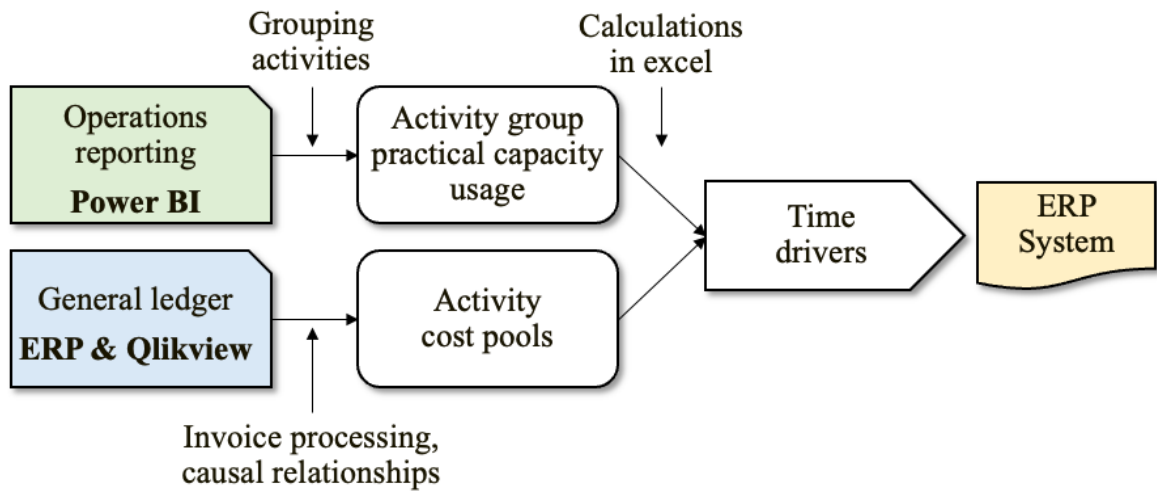 Grouping
activities
Calculations
in excel
Operations
reporting
Power BI
Activity group
practical capacity
usage
Time
drivers
ERP
System
General ledger
ERP & Qlikview
Activity
cost pools
Invoice processing,
causal relationships